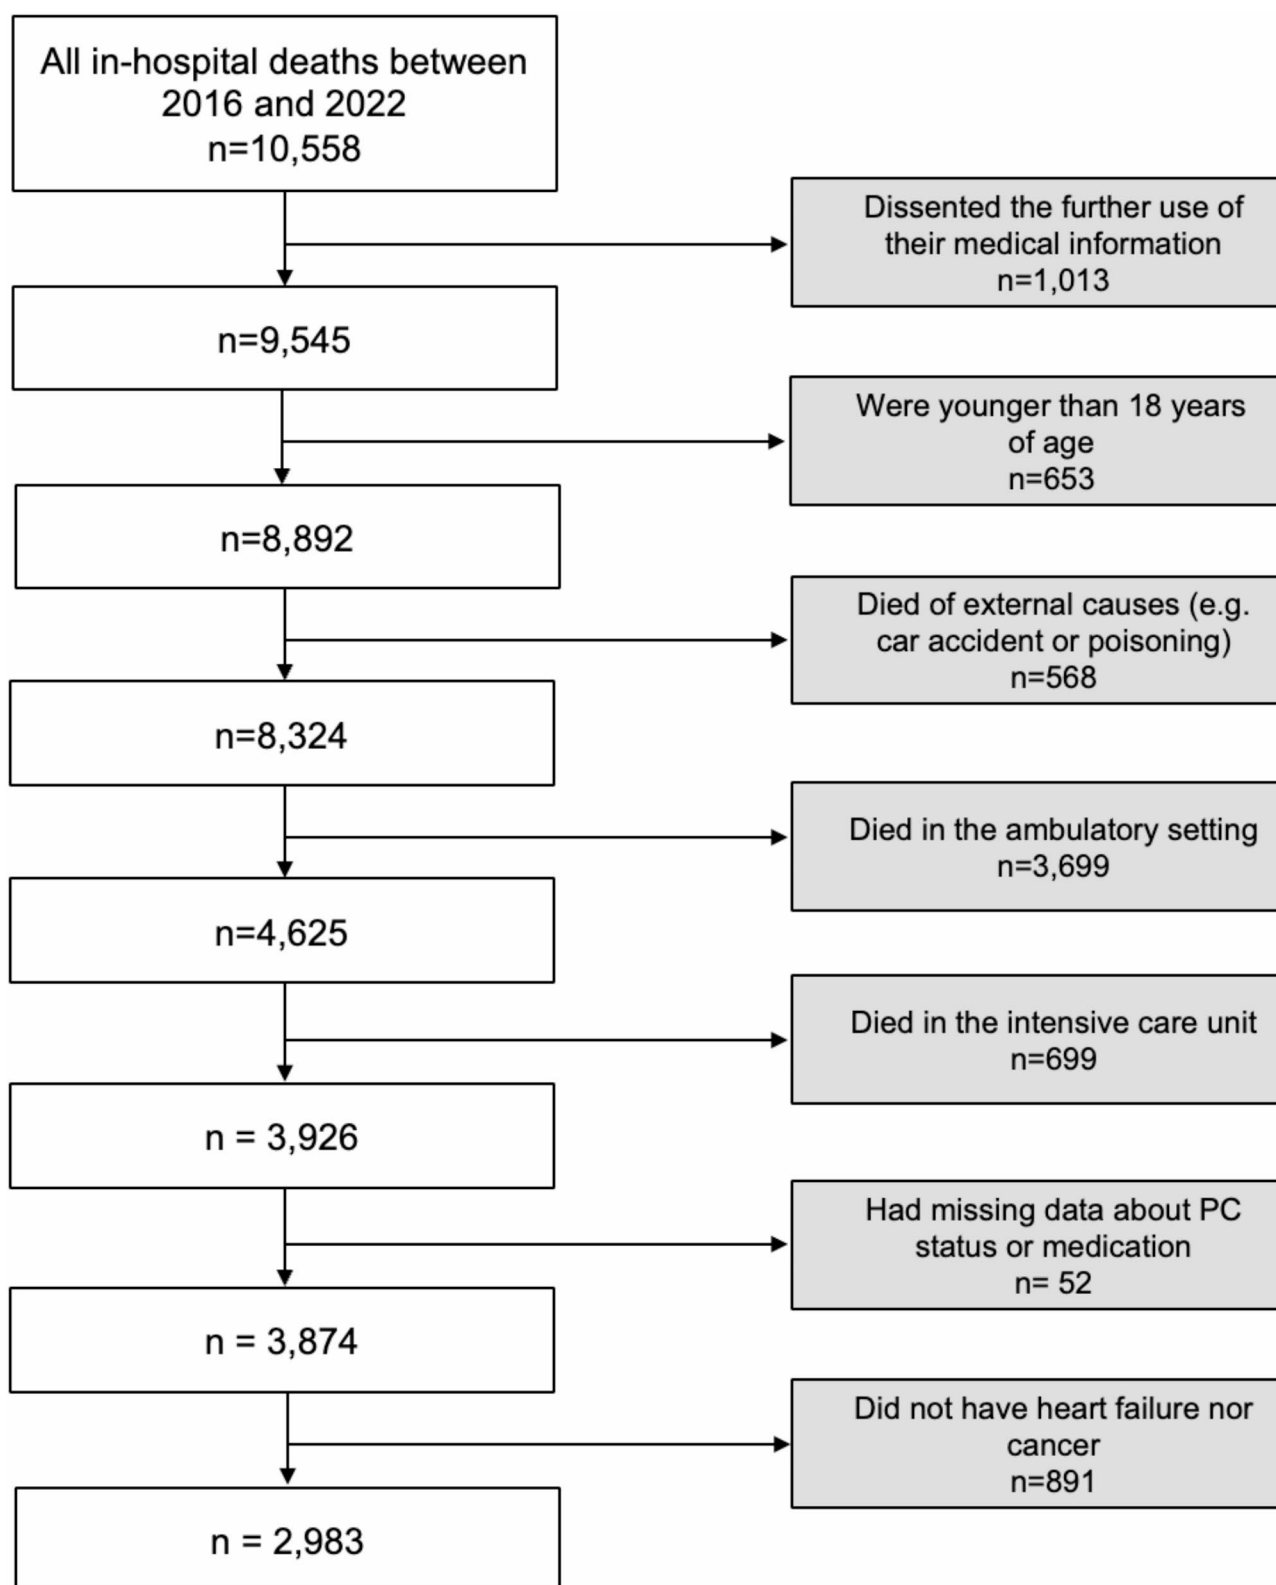 All in-hospital deaths between
2016 and 2022
n=10,558
Dissented the further use of
their medical information
n=1,013
n=9,545
Were younger than 18 years
of age
n=653
n=8,892
Died of external causes (e.g.
car accident or poisoning)
n=568
n=8,324
Died in the ambulatory setting
n=3,699
n=4,625
Died in the intensive care unit
n=699
n = 3,926
Had missing data about PC
status or medication
n= 52
n = 3,874
Did not have heart failure nor
cancer
n=891
n = 2,983